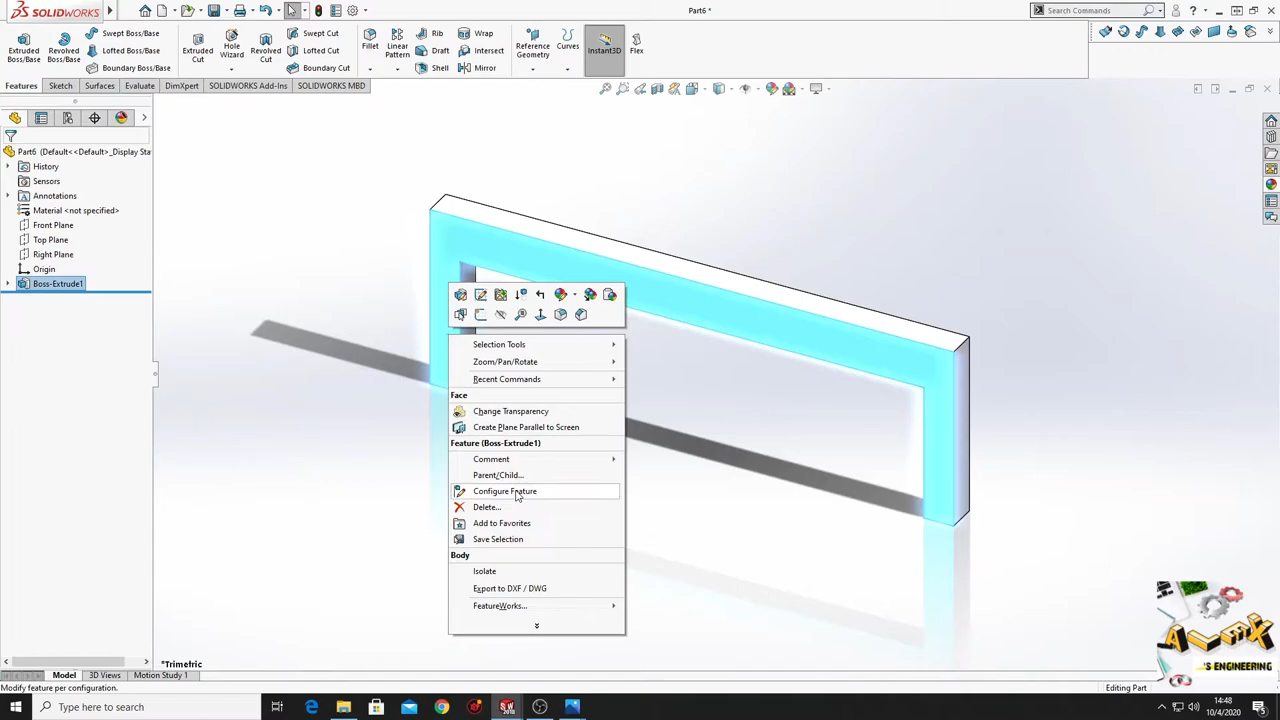 SOLIDWORKS
Part6 *
Search Commands
Extruded Boss/Base
Revolved Boss/Base
Swept Boss/Base
Lofted Boss/Base
Boundary Boss/Base
Extruded Cut
Hole Wizard
Revolved Cut
Swept Cut
Lofted Cut
Boundary Cut
Fillet
Linear Pattern
Rib
Draft
Shell
Wrap
Intersect
Mirror
Reference Geometry
Curves
Instant3D
Flex
Features
Sketch
Surfaces
Evaluate
DimXpert
SOLIDWORKS Add-Ins
SOLIDWORKS MBD
Part6 (Default<<Default>_Display Sta
History
Sensors
Annotations
Material <not specified>
Front Plane
Top Plane
Right Plane
Origin
Boss-Extrude1
Selection Tools
Zoom/Pan/Rotate
Recent Commands
Face
Change Transparency
Create Plane Parallel to Screen
Feature (Boss-Extrude1)
Comment
Parent/Child...
Configure Feature
Delete...
Add to Favorites
Save Selection
Body
Isolate
Export to DXF / DWG
FeatureWorks...
*Trimetric
Model
3D Views
Motion Study 1
Modify feature per configuration.
Editing Part
ALMX
'S ENGINEERING
Type here to search
14:48
10/4/2020